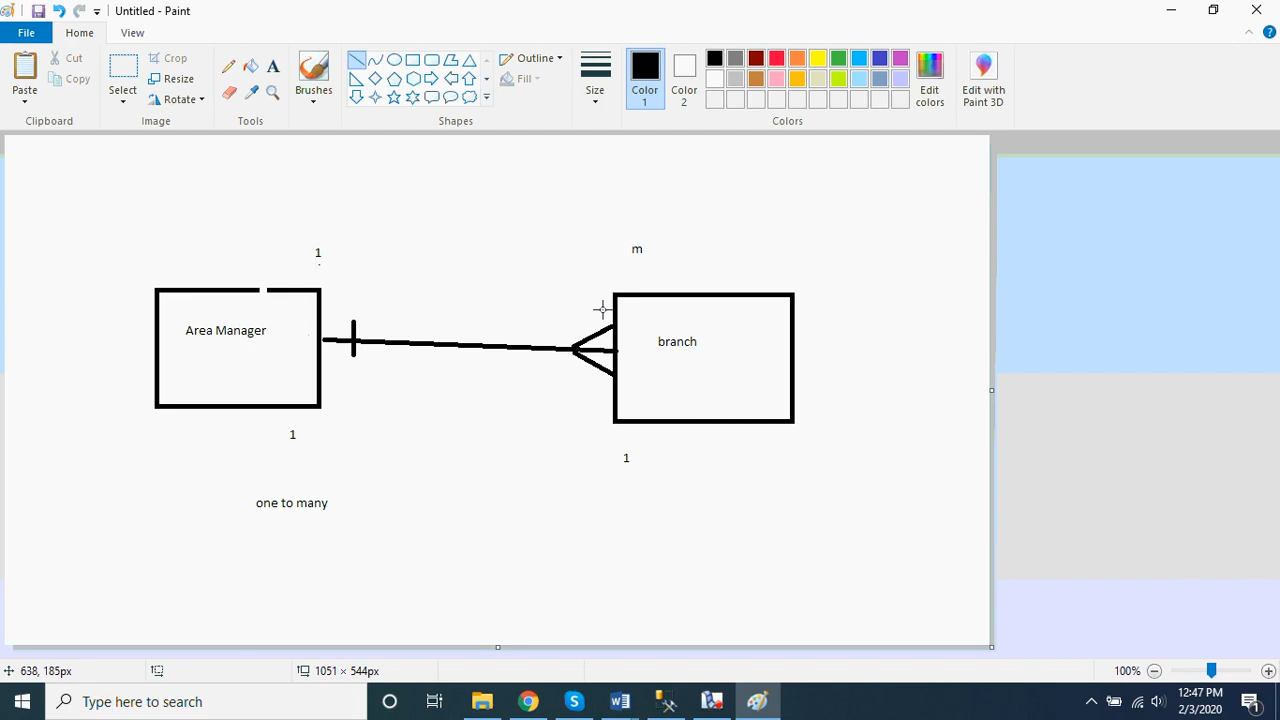 Untitled - Paint
File
Home
View
Paste
Cut
Copy
Clipboard
Select
Crop
Resize
Rotate
Image
A
Tools
Brushes
Shapes
Outline
Fill
Size
Color 1
Color 2
Colors
Edit colors
Edit with Paint 3D
1
m
Area Manager
branch
1
1
one to many
638, 185px
1051 × 544px
100%
Type here to search
12:47 PM
2/3/2020